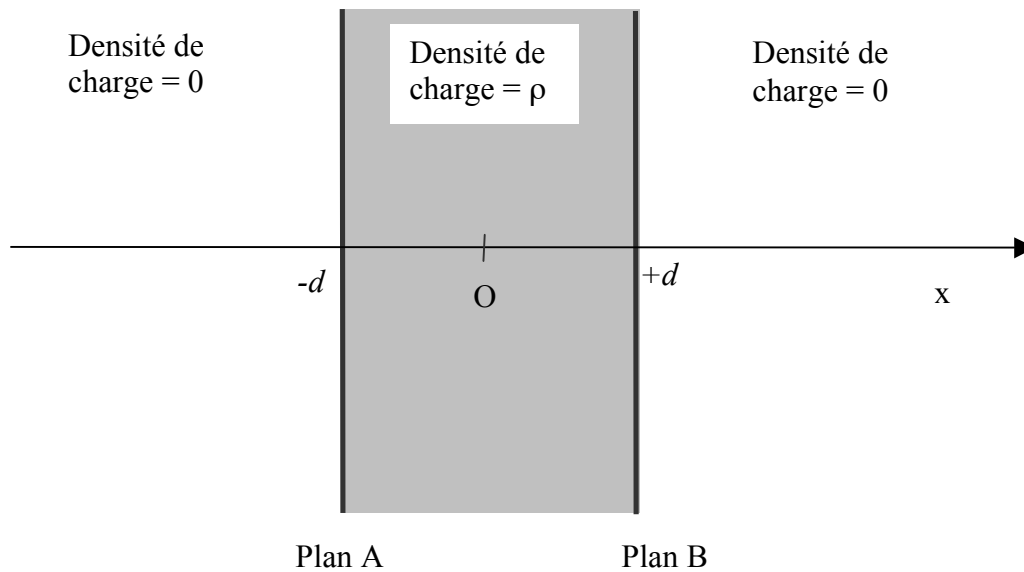 Densité de
charge = 0
Densité de
charge = ρ
Densité de
charge = 0
-d
O
+d
x
Plan A
Plan B